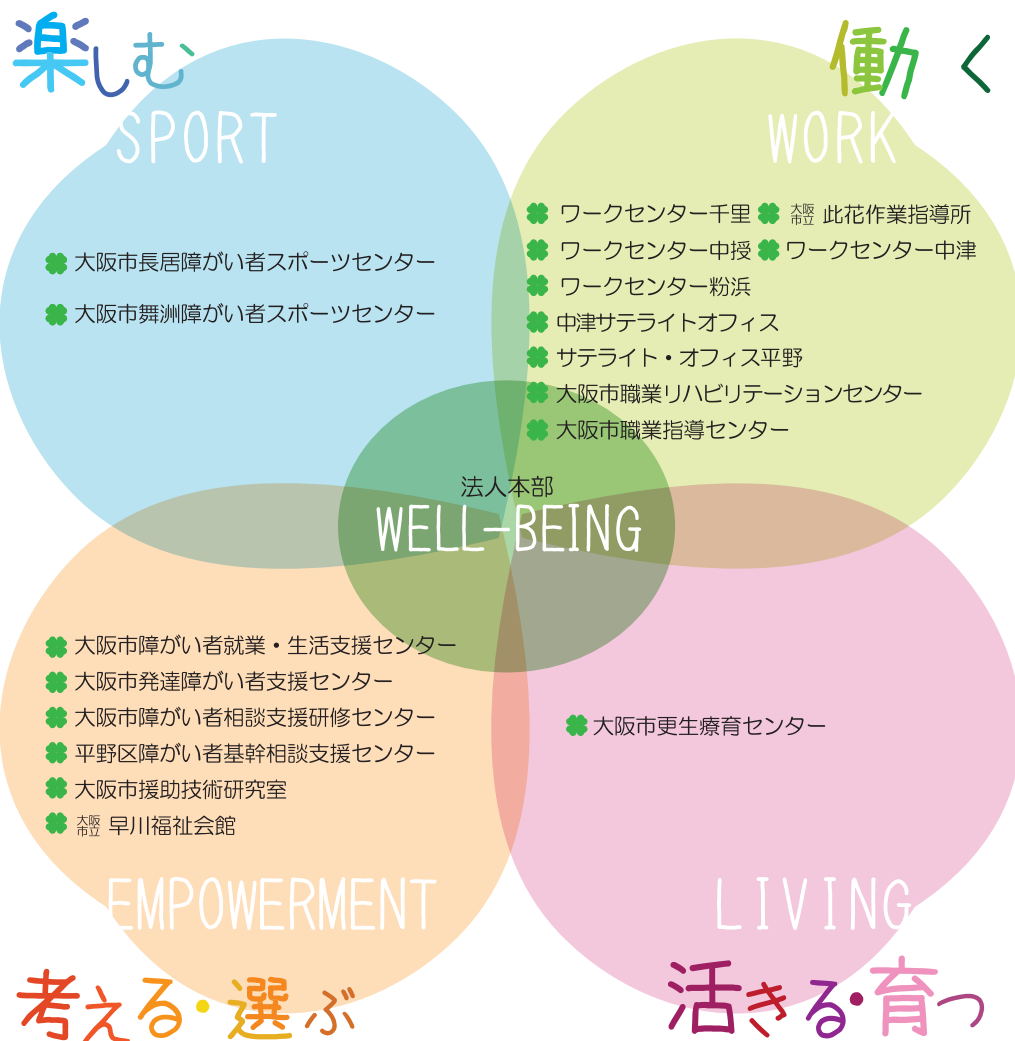 楽しむ
SPORT
大阪市長居障がい者スポーツセンター
大阪市舞洲障がい者スポーツセンター
働く
WORK
ワークセンター千里 大阪市立 此花作業指導所
ワークセンター中授 ワークセンター中津
ワークセンター粉浜
中津サテライトオフィス
サテライト・オフィス平野
大阪市職業リハビリテーションセンター
大阪市職業指導センター
法人本部
WELL-BEING
大阪市障がい者就業・生活支援センター
大阪市発達障がい者支援センター
大阪市障がい者相談支援研修センター
平野区障がい者基幹相談支援センター
大阪市援助技術研究室
大阪市立 早川福祉会館
EMPOWERMENT
考える・選ぶ
大阪市更生療育センター
LIVING
活きる・育つ